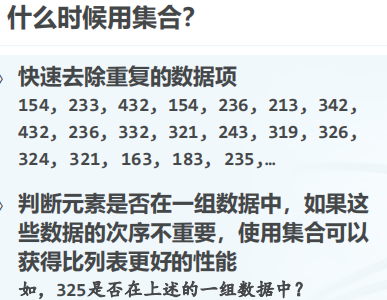 什么时候用集合？
快速去除重复的数据项
154, 233, 432, 154, 236, 213, 342,
432, 236, 332, 321, 243, 319, 326,
324, 321, 163, 183, 235,…
判断元素是否在一组数据中，如果这
些数据的次序不重要，使用集合可以
获得比列表更好的性能
如，325是否在上述的一组数据中？